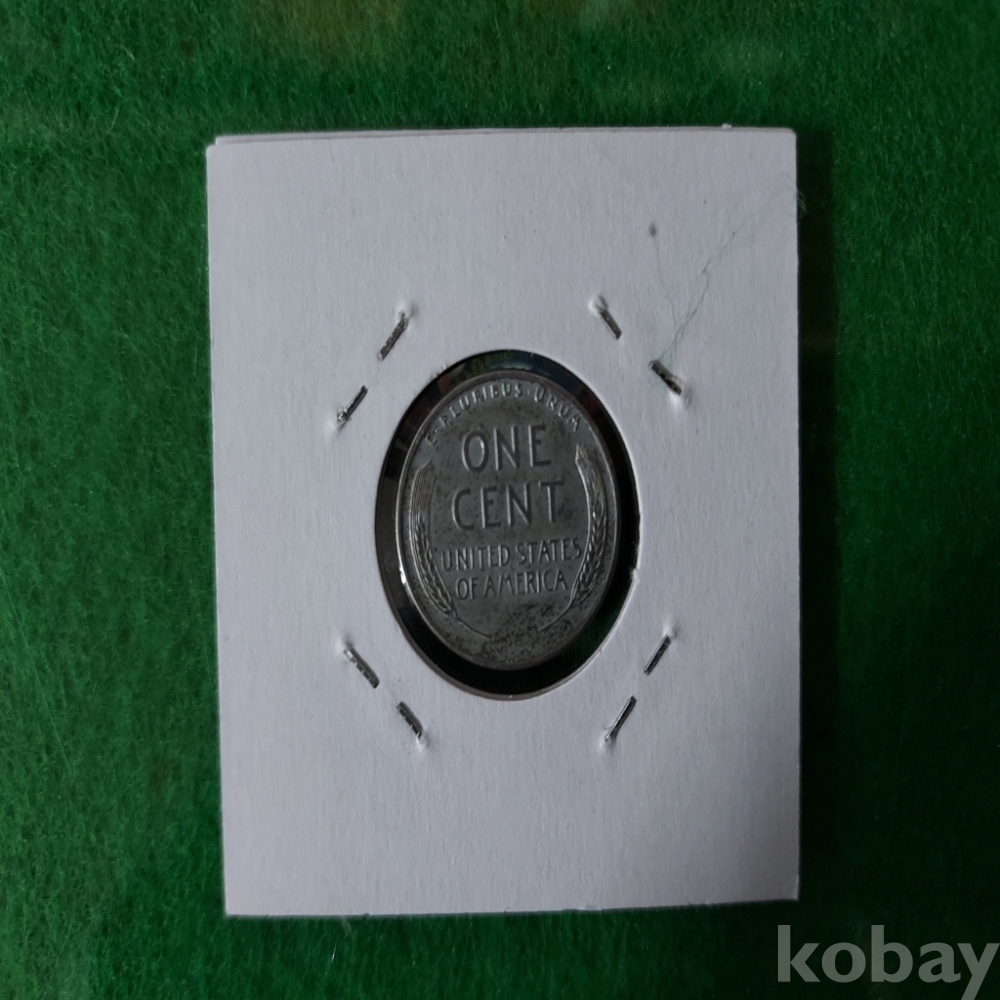 E·PLURIBUS·UNUM
ONE
CENT
UNITED STATES
OF AMERICA
kobay